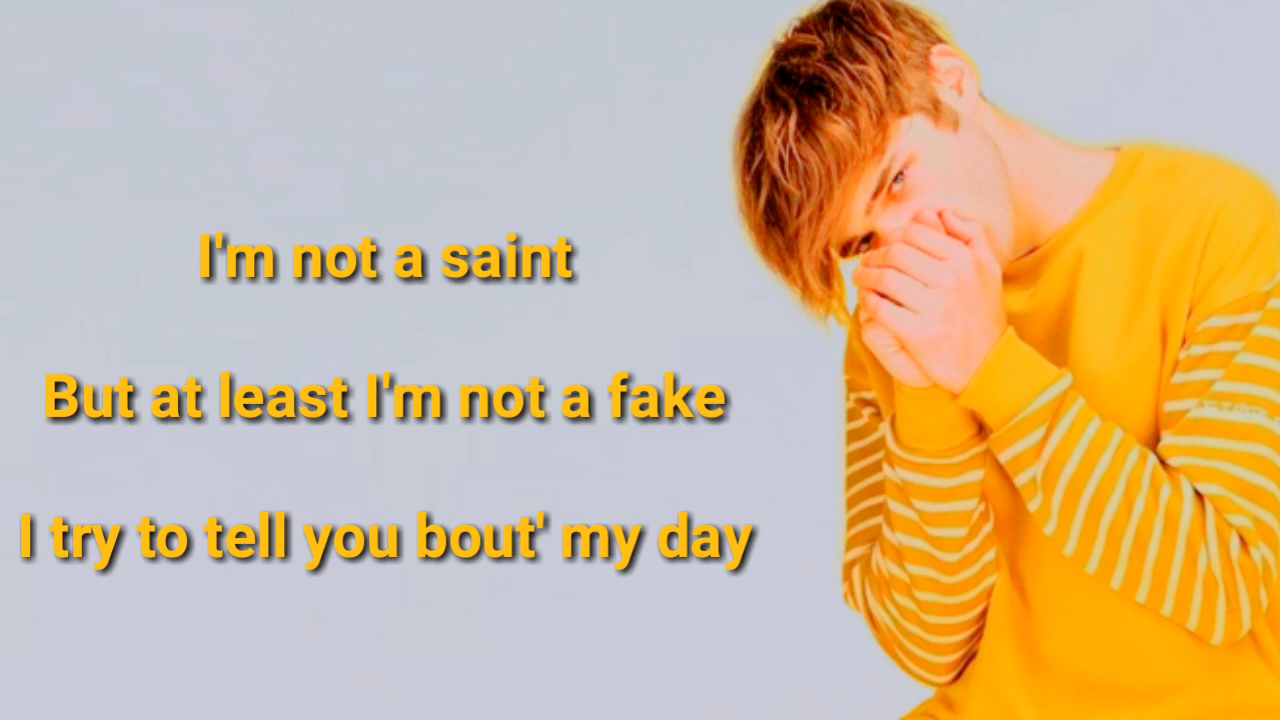 I'm not a saint
But at least I'm not a fake
I try to tell you bout' my day